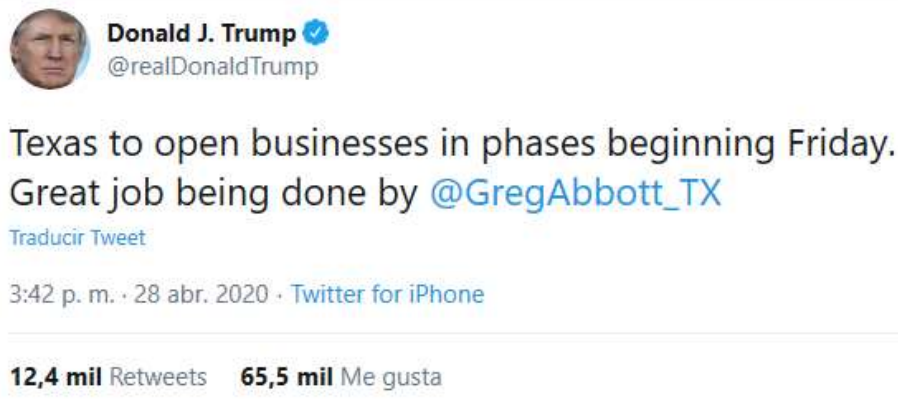 Donald J. Trump
@realDonaldTrump
Texas to open businesses in phases beginning Friday.
Great job being done by @GregAbbott_TX
Traducir Tweet
3:42 p. m. · 28 abr. 2020 · Twitter for iPhone
12,4 mil Retweets 65,5 mil Me gusta